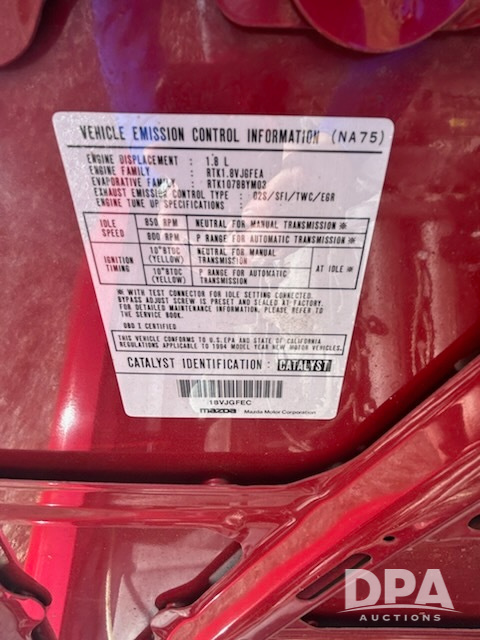 VEHICLE EMISSION CONTROL INFORMATION (NA75)
ENGINE DISPLACEMENT : 1.8 L
ENGINE FAMILY : RTK1.8VJGFEA
EVAPORATIVE FAMILY : RTK1078BYM03
EXHAUST EMISSION CONTROL TYPE : O2S/SFI/TWC/EGR
ENGINE TUNE UP SPECIFICATIONS :
IDLE SPEED 850 RPM NEUTRAL FOR MANUAL TRANSMISSION ※
800 RPM P RANGE FOR AUTOMATIC TRANSMISSION ※
IGNITION TIMING 10°BTDC (YELLOW) NEUTRAL FOR MANUAL TRANSMISSION AT IDLE ※
10°BTDC (YELLOW) P RANGE FOR AUTOMATIC TRANSMISSION
※ WITH TEST CONNECTOR FOR IDLE SETTING CONNECTED.
BYPASS ADJUST SCREW IS PRESET AND SEALED AT FACTORY.
FOR DETAILED MAINTENANCE INFORMATION, PLEASE REFER TO
THE SERVICE BOOK.
OBD I CERTIFIED
THIS VEHICLE CONFORMS TO U.S.EPA AND STATE OF CALIFORNIA
REGULATIONS APPLICABLE TO 1994 MODEL YEAR NEW MOTOR VEHICLES.
CATALYST IDENTIFICATION: CATALYST
18VJGFEC
mazda Mazda Motor Corporation
DPA
AUCTIONS